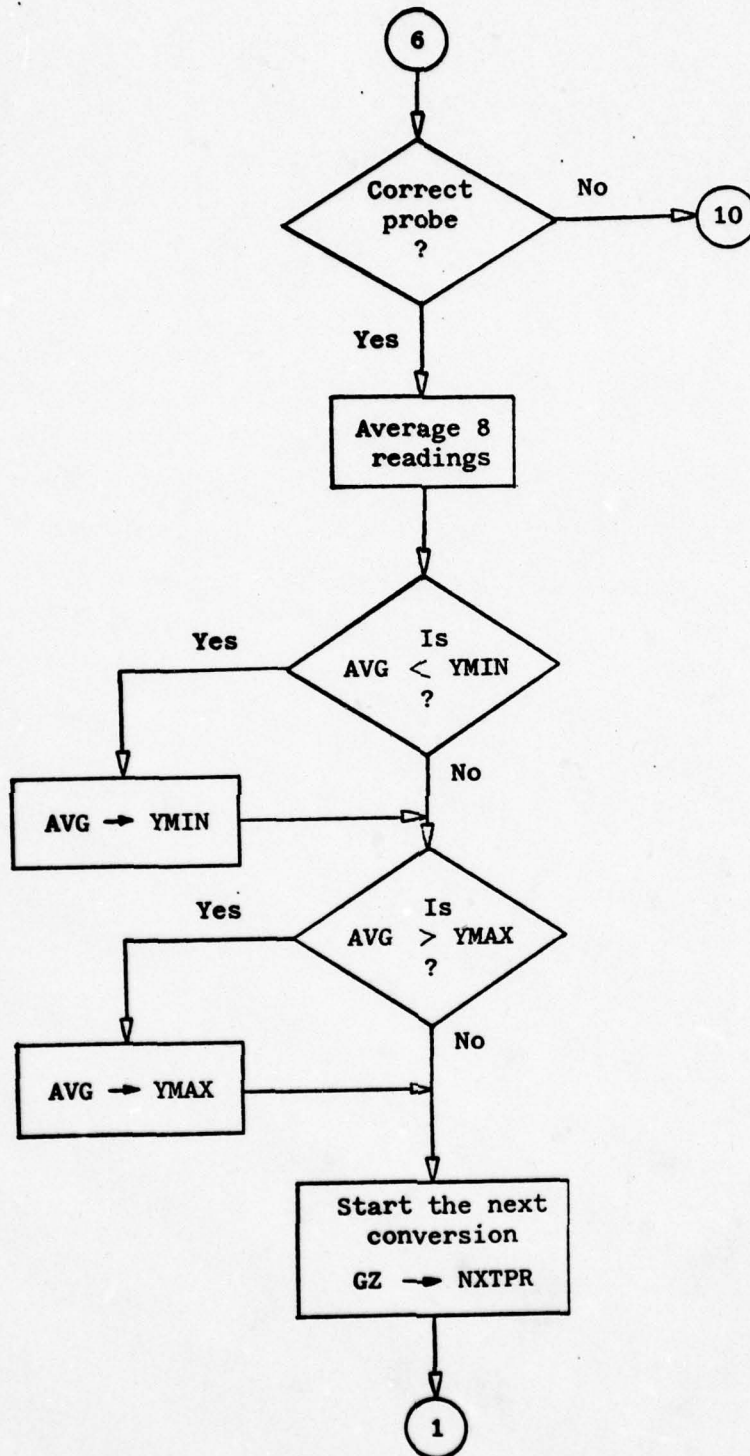 6
Correct
probe
?
No
10
Yes
Average 8
readings
Yes
Is
AVG < YMIN
?
No
AVG → YMIN
Yes
Is
AVG > YMAX
?
No
AVG → YMAX
Start the next
conversion
GZ → NXTPR
1